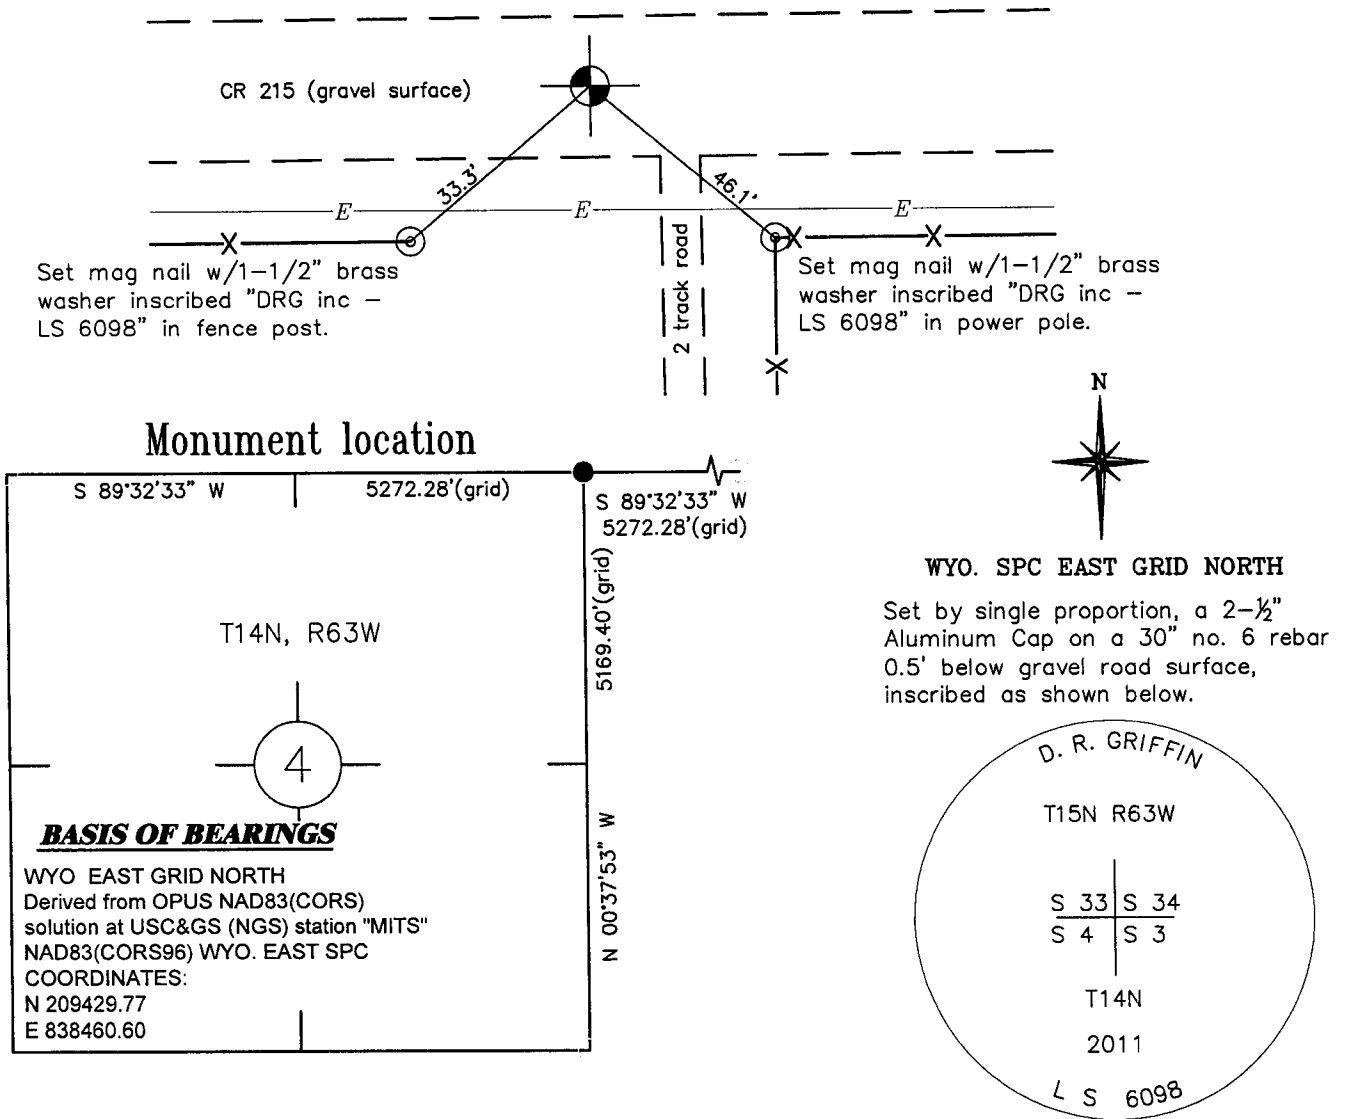 CR 215 (gravel surface)
33.3'
46.1'
E
E
E
2 track road
Set mag nail w/1-1/2" brass
washer inscribed "DRG inc -
LS 6098" in fence post.
Set mag nail w/1-1/2" brass
washer inscribed "DRG inc -
LS 6098" in power pole.
N
WYO. SPC EAST GRID NORTH
Monument location
S 89°32'33" W
5272.28'(grid)
S 89°32'33" W
5272.28'(grid)
5169.40'(grid)
N 00°37'53" W
T14N, R63W
4
BASIS OF BEARINGS
WYO EAST GRID NORTH
Derived from OPUS NAD83(CORS)
solution at USC&GS (NGS) station "MITS"
NAD83(CORS96) WYO. EAST SPC
COORDINATES:
N 209429.77
E 838460.60
Set by single proportion, a 2-½"
Aluminum Cap on a 30" no. 6 rebar
0.5' below gravel road surface,
inscribed as shown below.
D. R. GRIFFIN
T15N R63W
S 33 S 34
S 4 S 3
T14N
2011
L S 6098